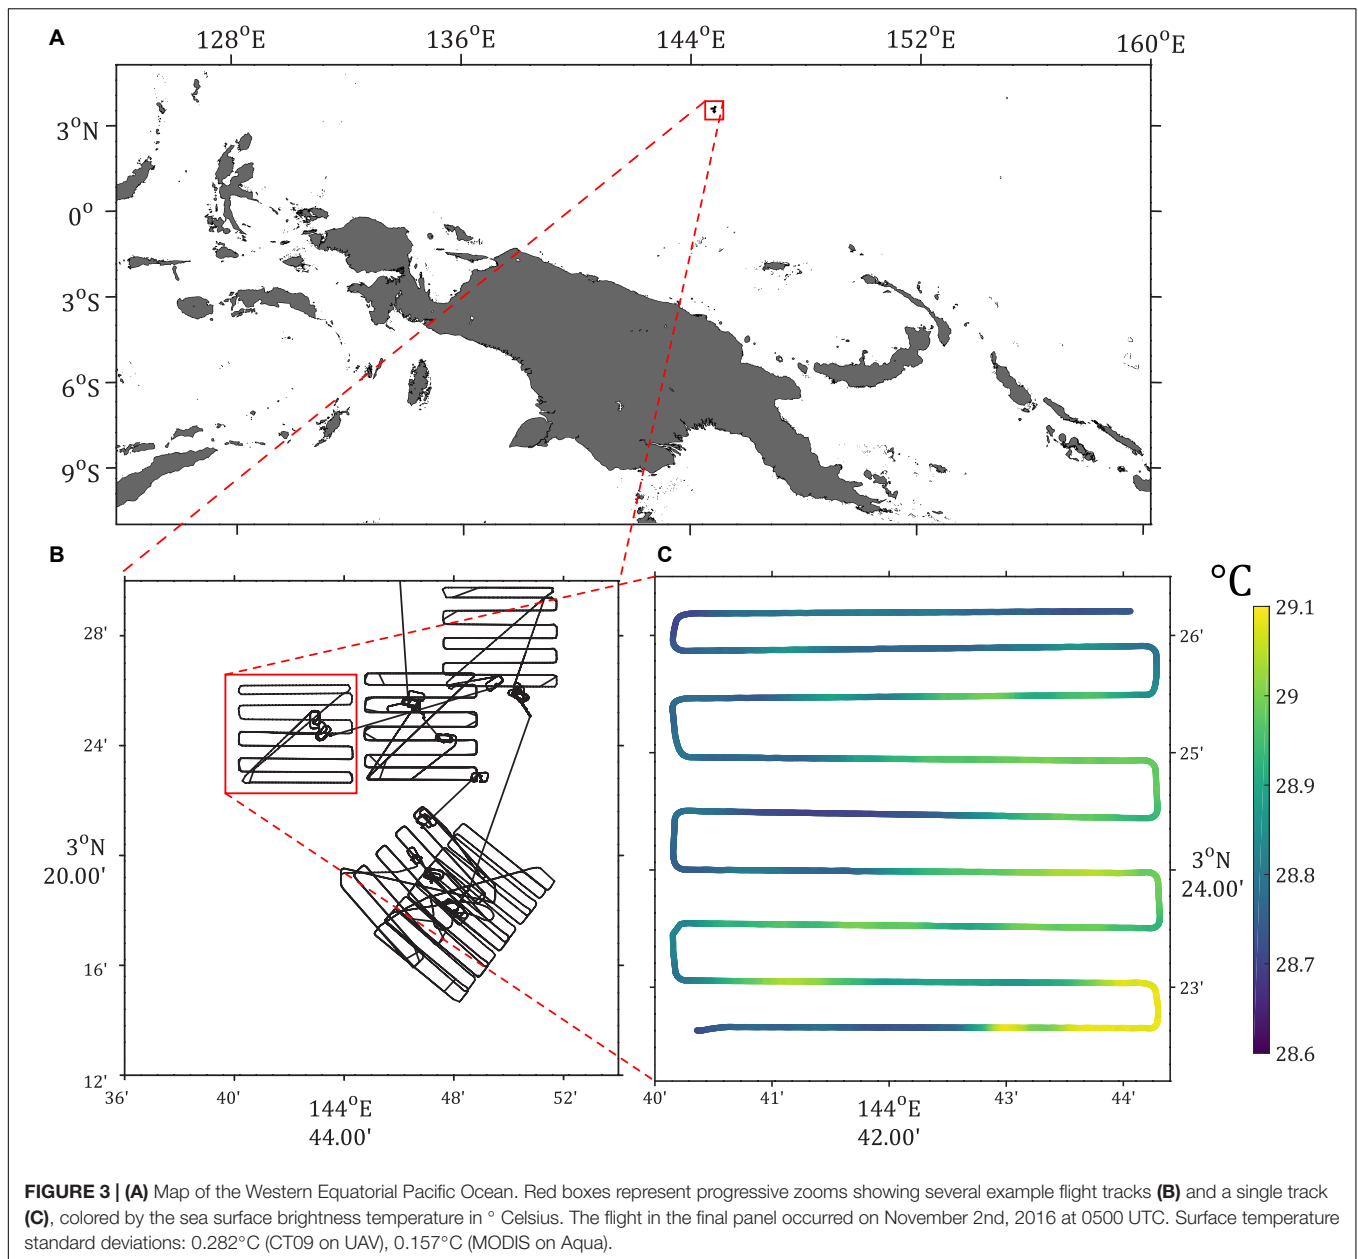 A
128°E 136°E 144°E 152°E 160°E
3°N
0°
3°S
6°S
9°S
B
C
°C
28'
24'
3°N
20.00'
16'
12'
36' 40' 144°E 48' 52'
44.00'
26'
25'
3°N
24.00'
23'
40' 41' 144°E 43' 44'
42.00'
29.1
29
28.9
28.8
28.7
28.6
FIGURE 3 | (A) Map of the Western Equatorial Pacific Ocean. Red boxes represent progressive zooms showing several example flight tracks (B) and a single track
(C), colored by the sea surface brightness temperature in ° Celsius. The flight in the final panel occurred on November 2nd, 2016 at 0500 UTC. Surface temperature
standard deviations: 0.282°C (CT09 on UAV), 0.157°C (MODIS on Aqua).